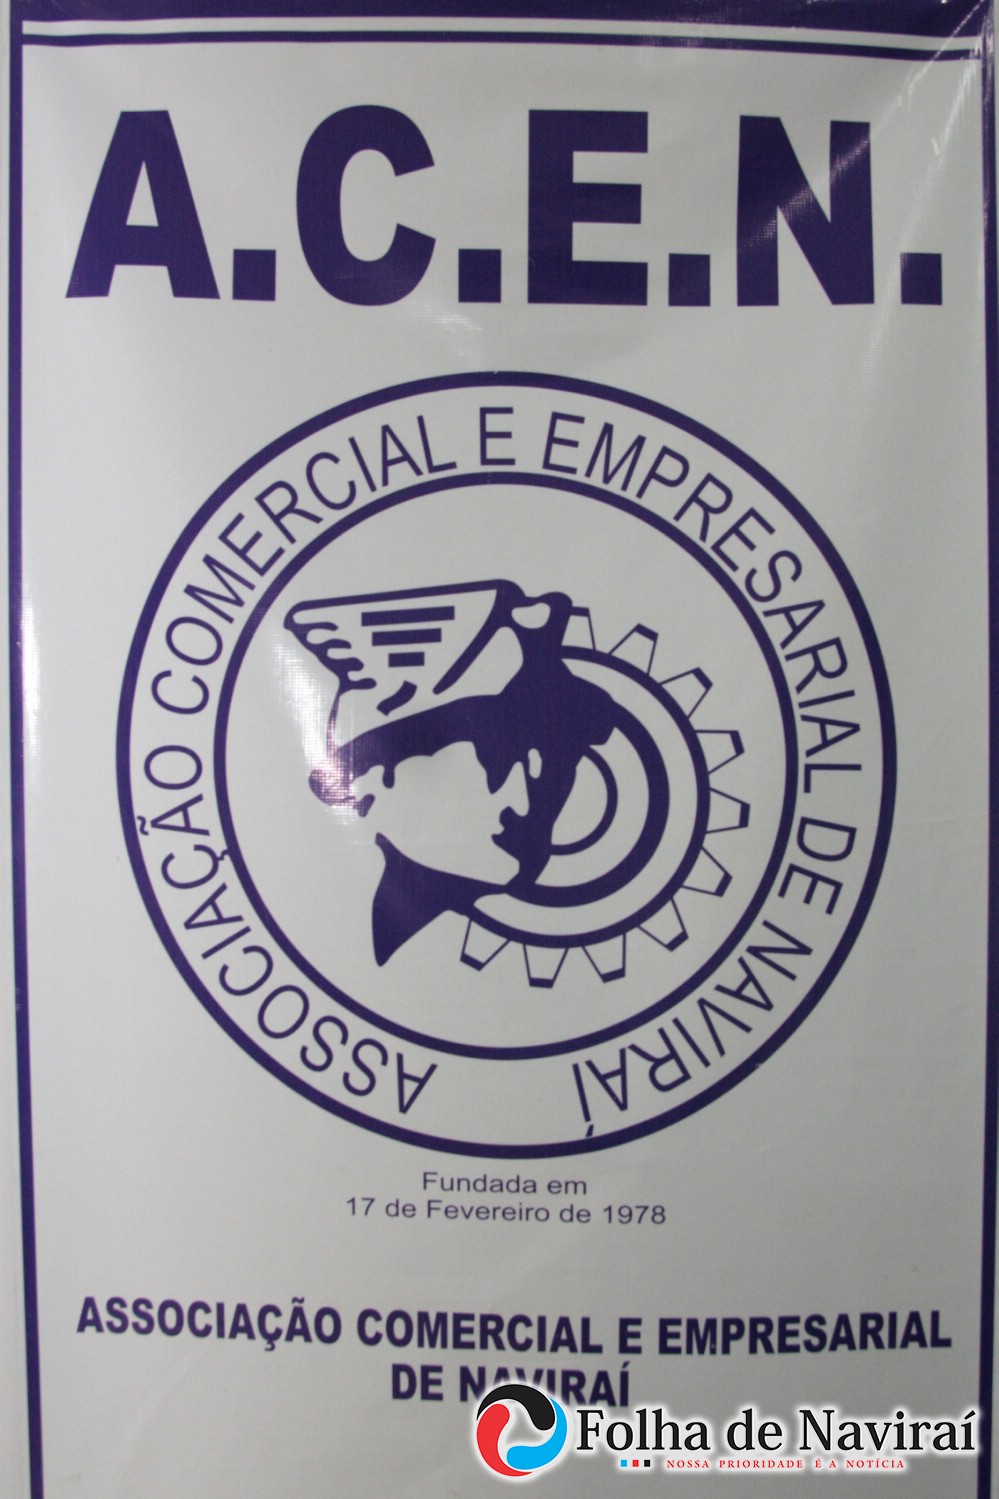 A.C.E.N.
ASSOCIAÇÃO COMERCIAL E EMPRESARIAL DE NAVIRAÍ
Fundada em
17 de Fevereiro de 1978
ASSOCIAÇÃO COMERCIAL E EMPRESARIAL
DE NAVIRAÍ
Folha de Naviraí
NOSSA PRIORIDADE É A NOTÍCIA